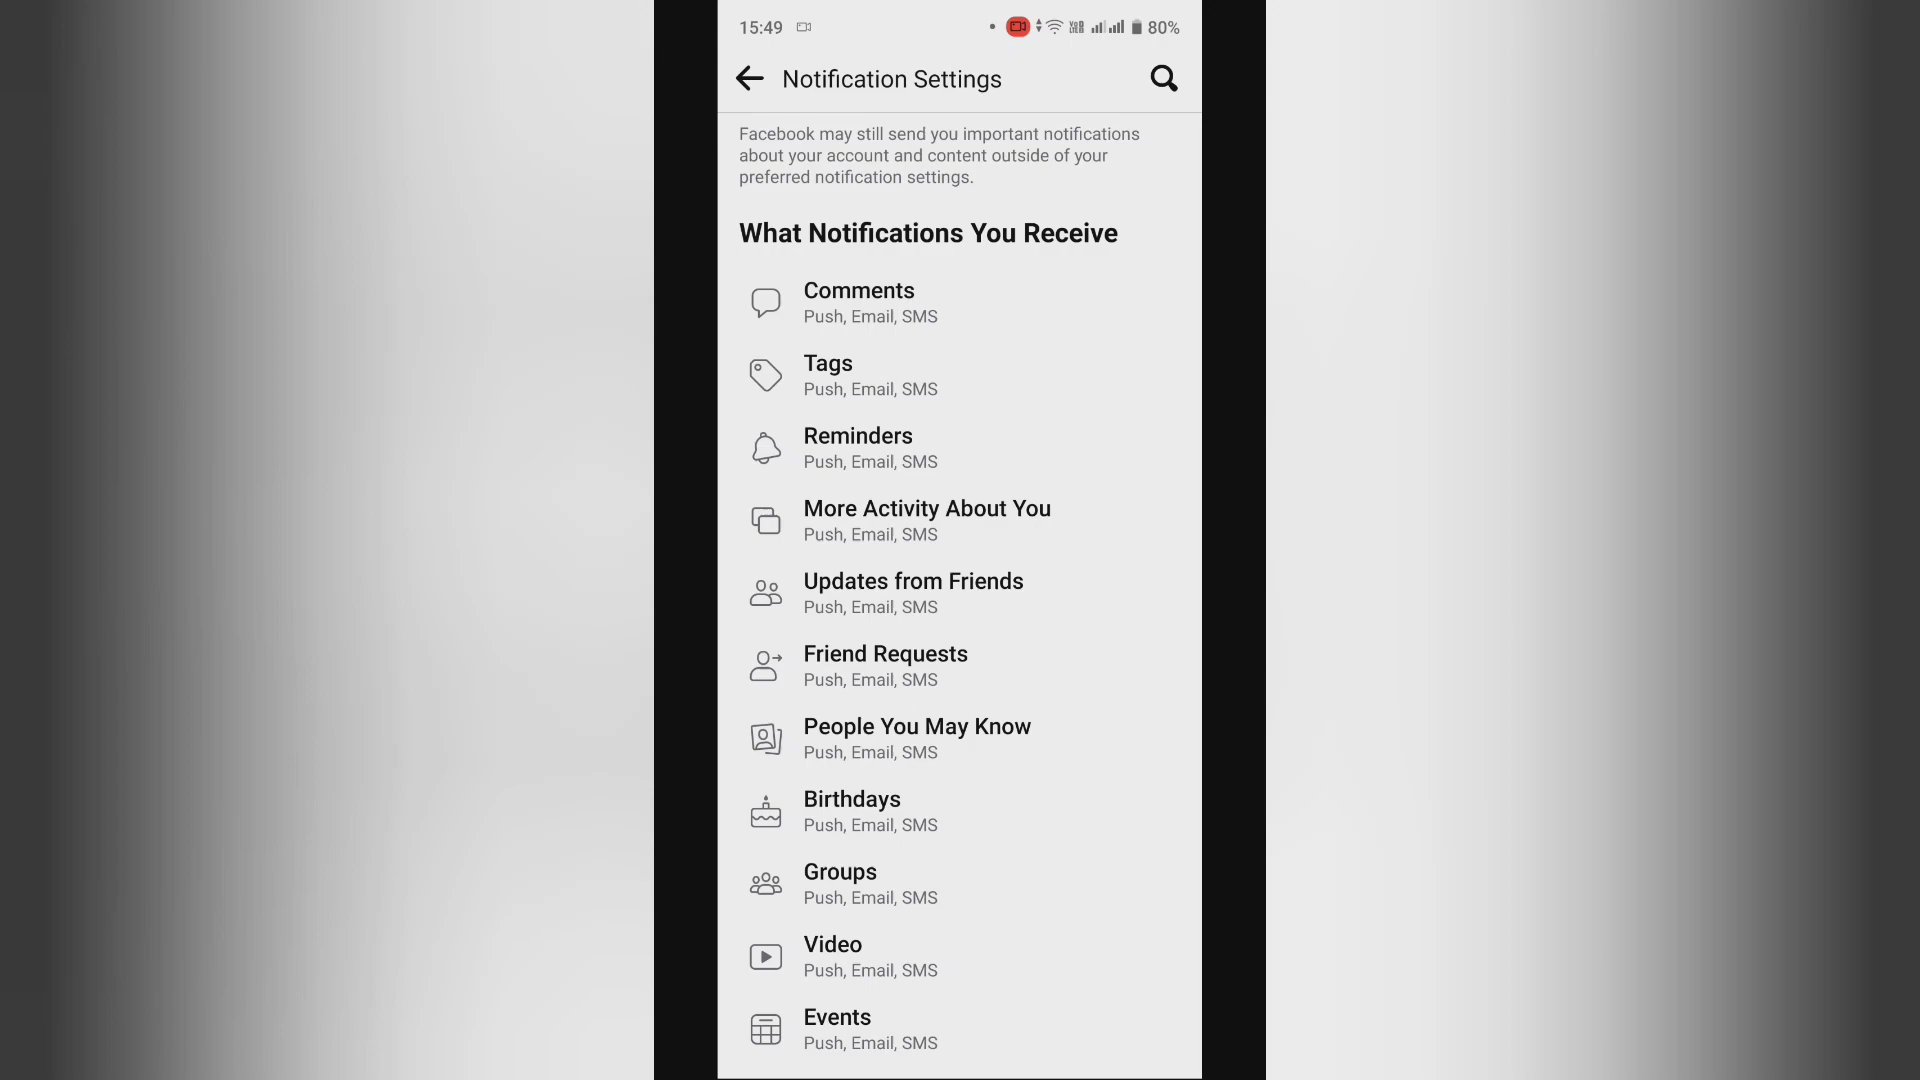 15:49
80%
Notification Settings
Facebook may still send you important notifications
about your account and content outside of your
preferred notification settings.
What Notifications You Receive
Comments
Push, Email, SMS
Tags
Push, Email, SMS
Reminders
Push, Email, SMS
More Activity About You
Push, Email, SMS
Updates from Friends
Push, Email, SMS
Friend Requests
Push, Email, SMS
People You May Know
Push, Email, SMS
Birthdays
Push, Email, SMS
Groups
Push, Email, SMS
Video
Push, Email, SMS
Events
Push, Email, SMS